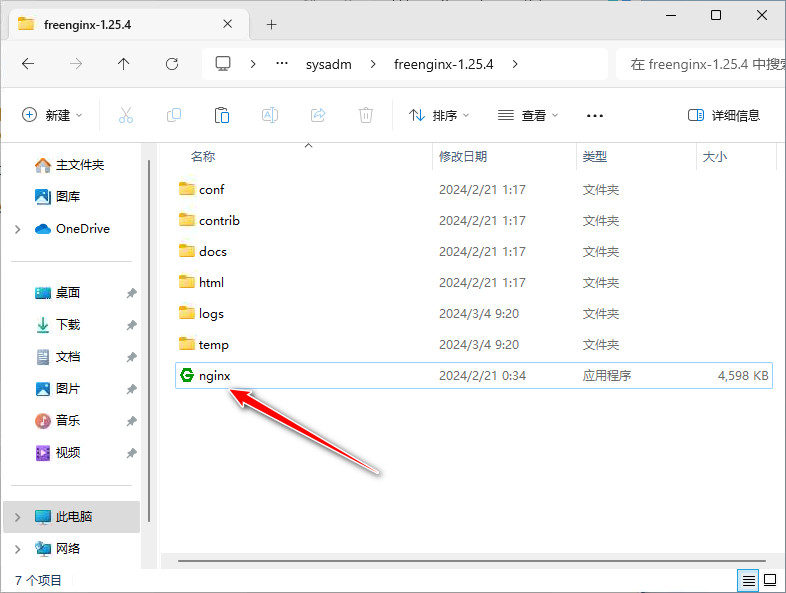 freenginx-1.25.4
sysadm freenginx-1.25.4 在 freenginx-1.25.4 中搜索
新建 排序 查看 详细信息
名称 修改日期 类型 大小
主文件夹
图库
OneDrive
桌面
下载
文档
图片
音乐
视频
此电脑
网络
conf 2024/2/21 1:17 文件夹
contrib 2024/2/21 1:17 文件夹
docs 2024/2/21 1:17 文件夹
html 2024/2/21 1:17 文件夹
logs 2024/3/4 9:20 文件夹
temp 2024/3/4 9:20 文件夹
nginx 2024/2/21 0:34 应用程序 4,598 KB
7 个项目